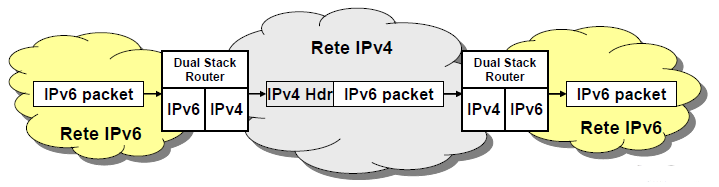 Rete IPv4
Dual Stack
Router
Dual Stack
Router
IPv6 packet
IPv6 IPv4
IPv4 Hdr IPv6 packet
IPv4 IPv6
IPv6 packet
Rete IPv6
Rete IPv6